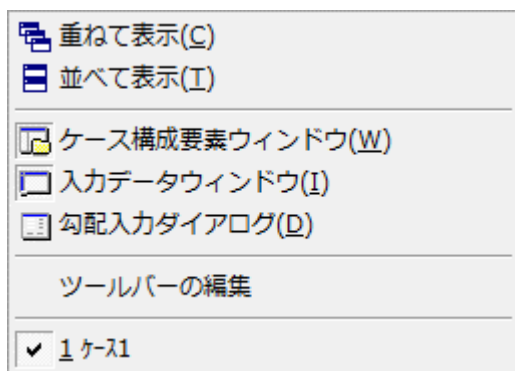 重ねて表示(C)
並べて表示(T)
ケース構成要素ウィンドウ(W)
入力データウィンドウ(I)
勾配入力ダイアログ(D)
ツールバーの編集
1 ｹｰｽ1